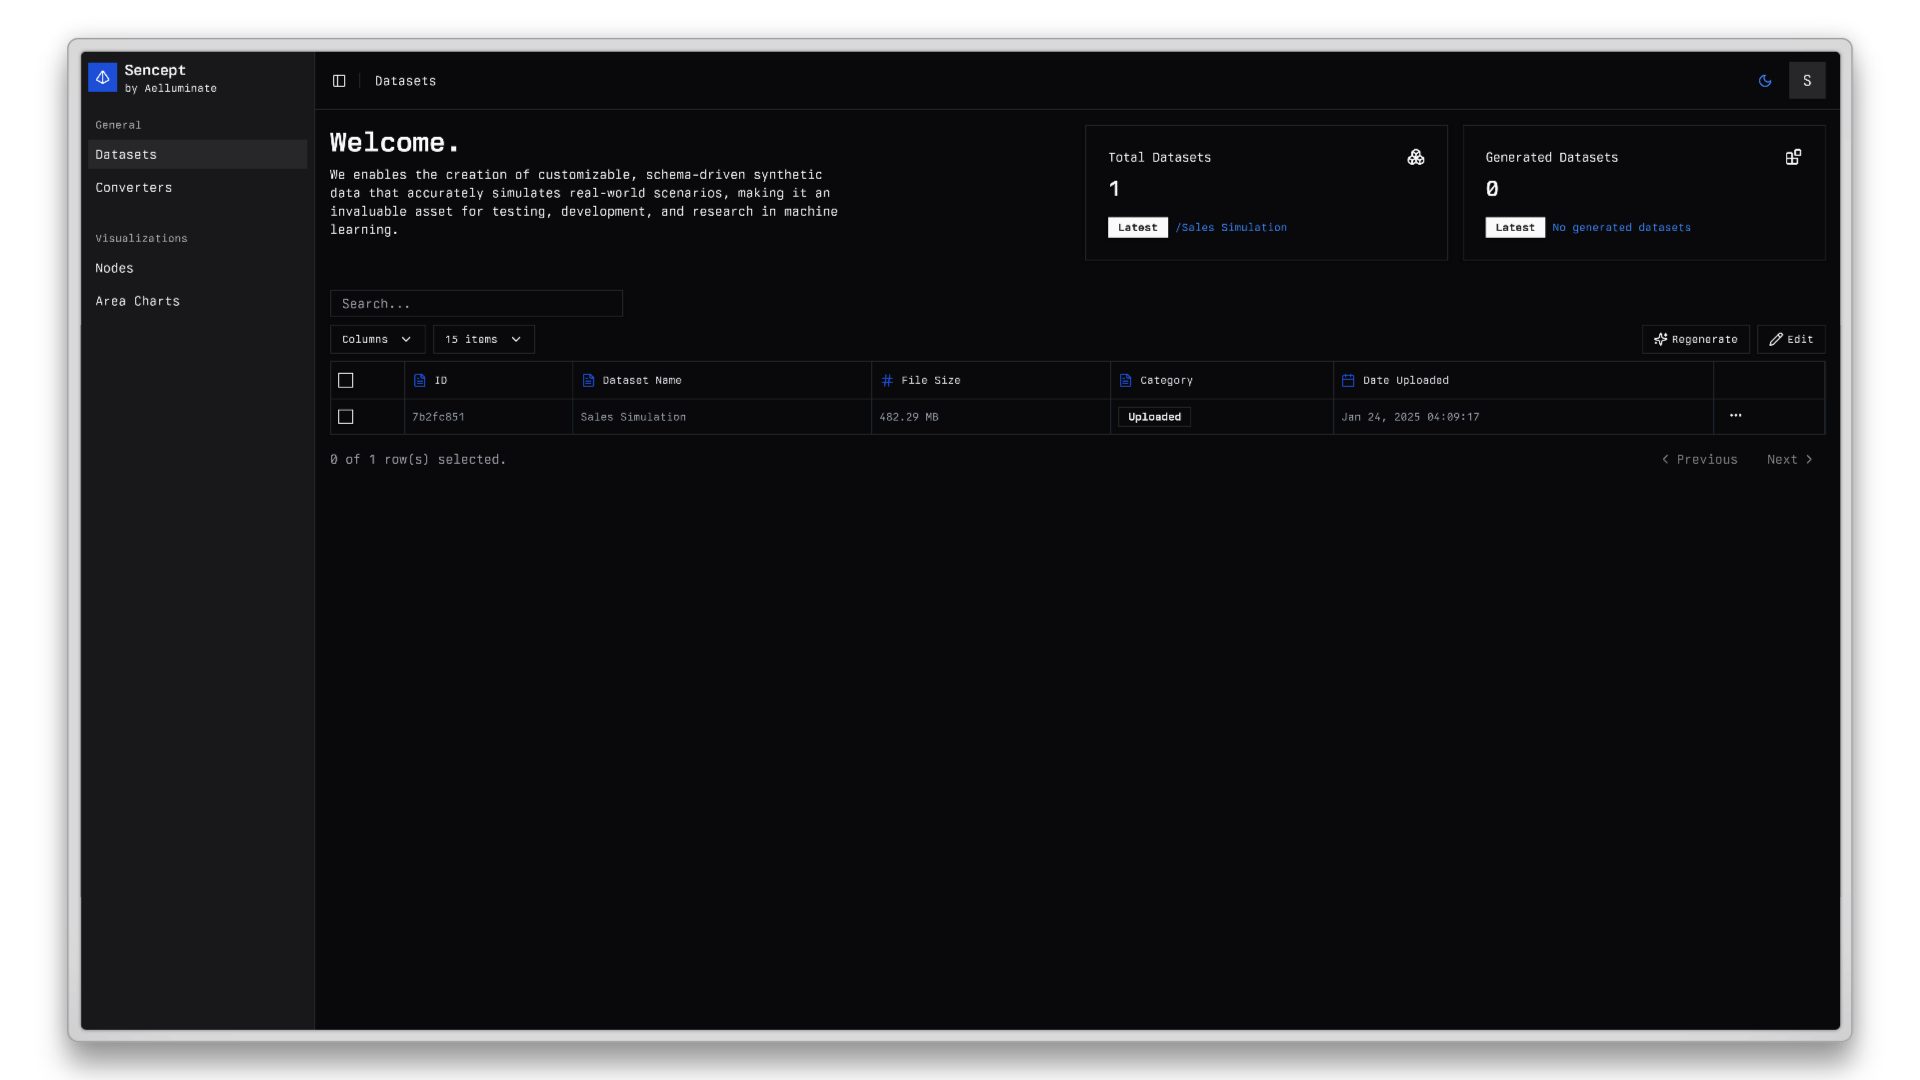 Sencept
by Aelluminate
General
Datasets
Converters
Visualizations
Nodes
Area Charts
Datasets
S
Welcome.
We enables the creation of customizable, schema-driven synthetic
data that accurately simulates real-world scenarios, making it an
invaluable asset for testing, development, and research in machine
learning.
Total Datasets
1
Latest /Sales Simulation
Generated Datasets
0
Latest No generated datasets
Search...
Columns 15 items Regenerate Edit
ID Dataset Name File Size Category Date Uploaded
7b2fc851 Sales Simulation 482.29 MB Uploaded Jan 24, 2025 04:09:17
0 of 1 row(s) selected. Previous Next